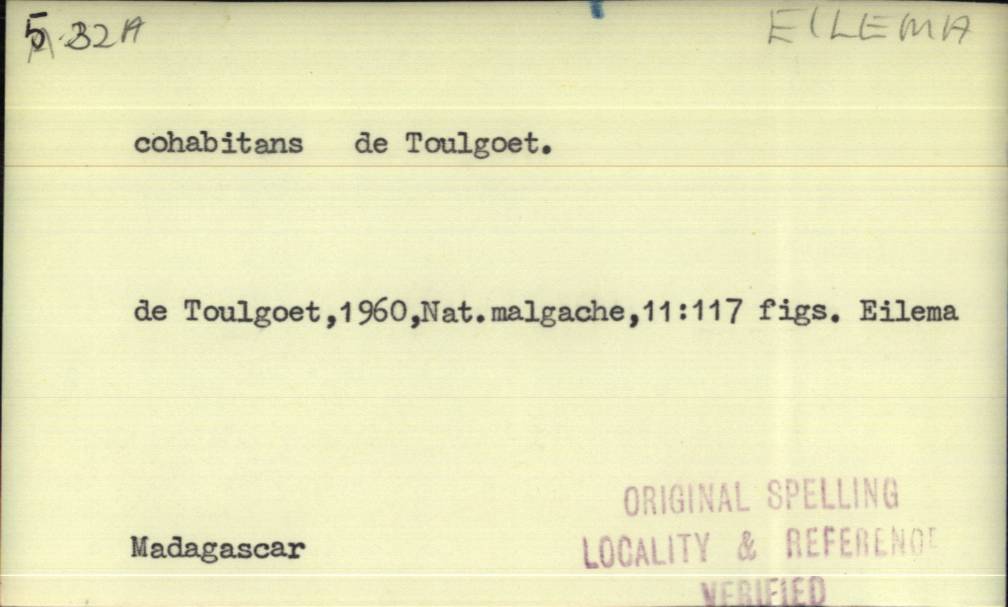 5.32A
EILEMA
cohabitans de Toulgoet.
de Toulgoet,1960,Nat.malgache,11:117 figs. Eilema
Madagascar
ORIGINAL SPELLING
LOCALITY & REFERENCE
VERIFIED